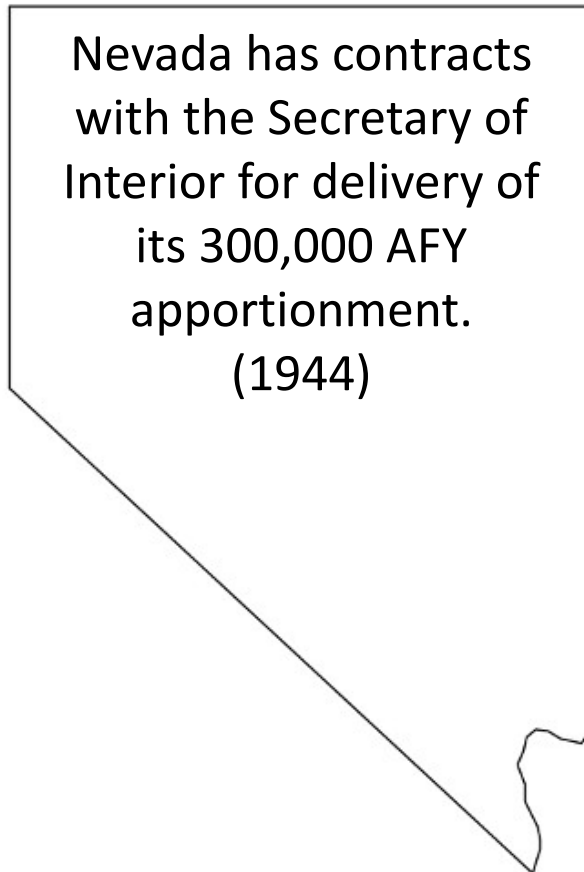 Nevada has contracts
with the Secretary of
Interior for delivery of
its 300,000 AFY
apportionment.
(1944)